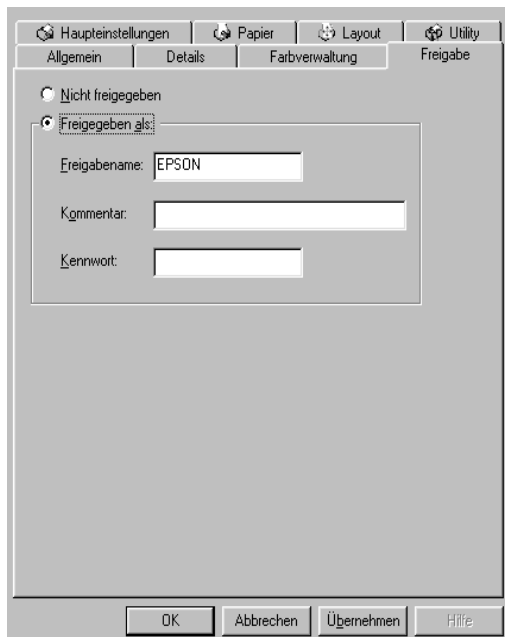 Haupteinstellungen Papier Layout Utility
Allgemein Details Farbverwaltung Freigabe
Nicht freigegeben
Freigegeben als:
Freigabename: EPSON
Kommentar:
Kennwort:
OK Abbrechen Übernehmen Hilfe